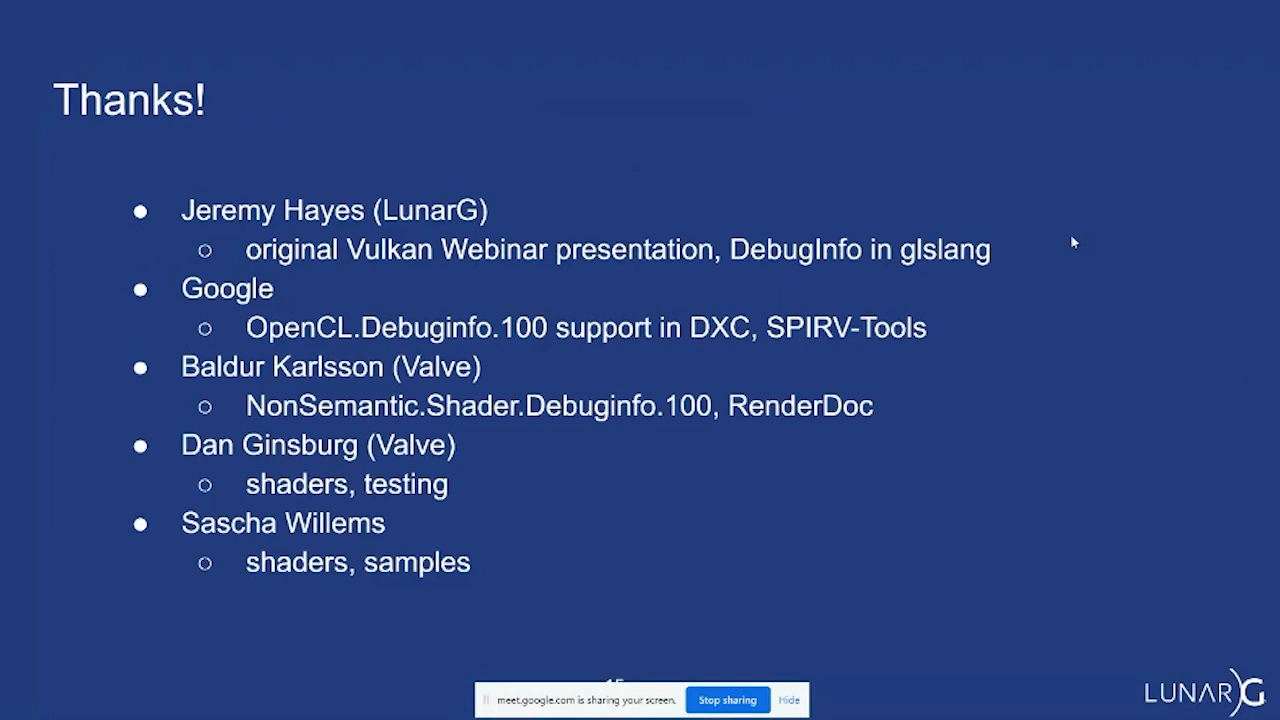 Thanks!
● Jeremy Hayes (LunarG)
○ original Vulkan Webinar presentation, DebugInfo in glslang
● Google
○ OpenCL.Debuginfo.100 support in DXC, SPIRV-Tools
● Baldur Karlsson (Valve)
○ NonSemantic.Shader.Debuginfo.100, RenderDoc
● Dan Ginsburg (Valve)
○ shaders, testing
● Sascha Willems
○ shaders, samples
meet.google.com is sharing your screen. Stop sharing Hide
LUNARG